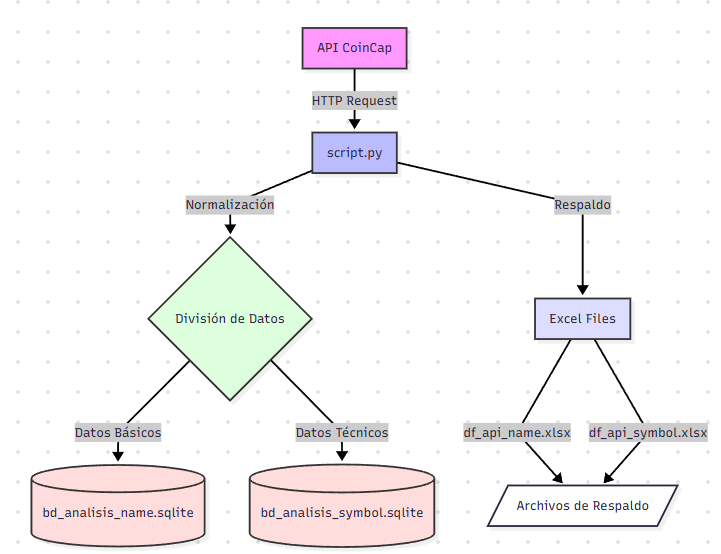 API CoinCap
HTTP Request
script.py
Normalización
Respaldo
División de Datos
Excel Files
Datos Básicos
Datos Técnicos
df_api_name.xlsx
df_api_symbol.xlsx
bd_analisis_name.sqlite
bd_analisis_symbol.sqlite
Archivos de Respaldo